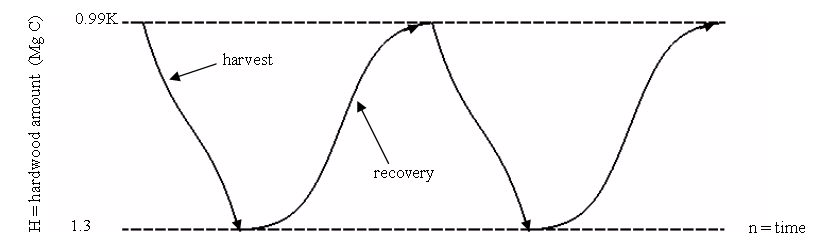 0.99K
harvest
recovery
H = hardwood amount (Mg C)
1.3
n = time